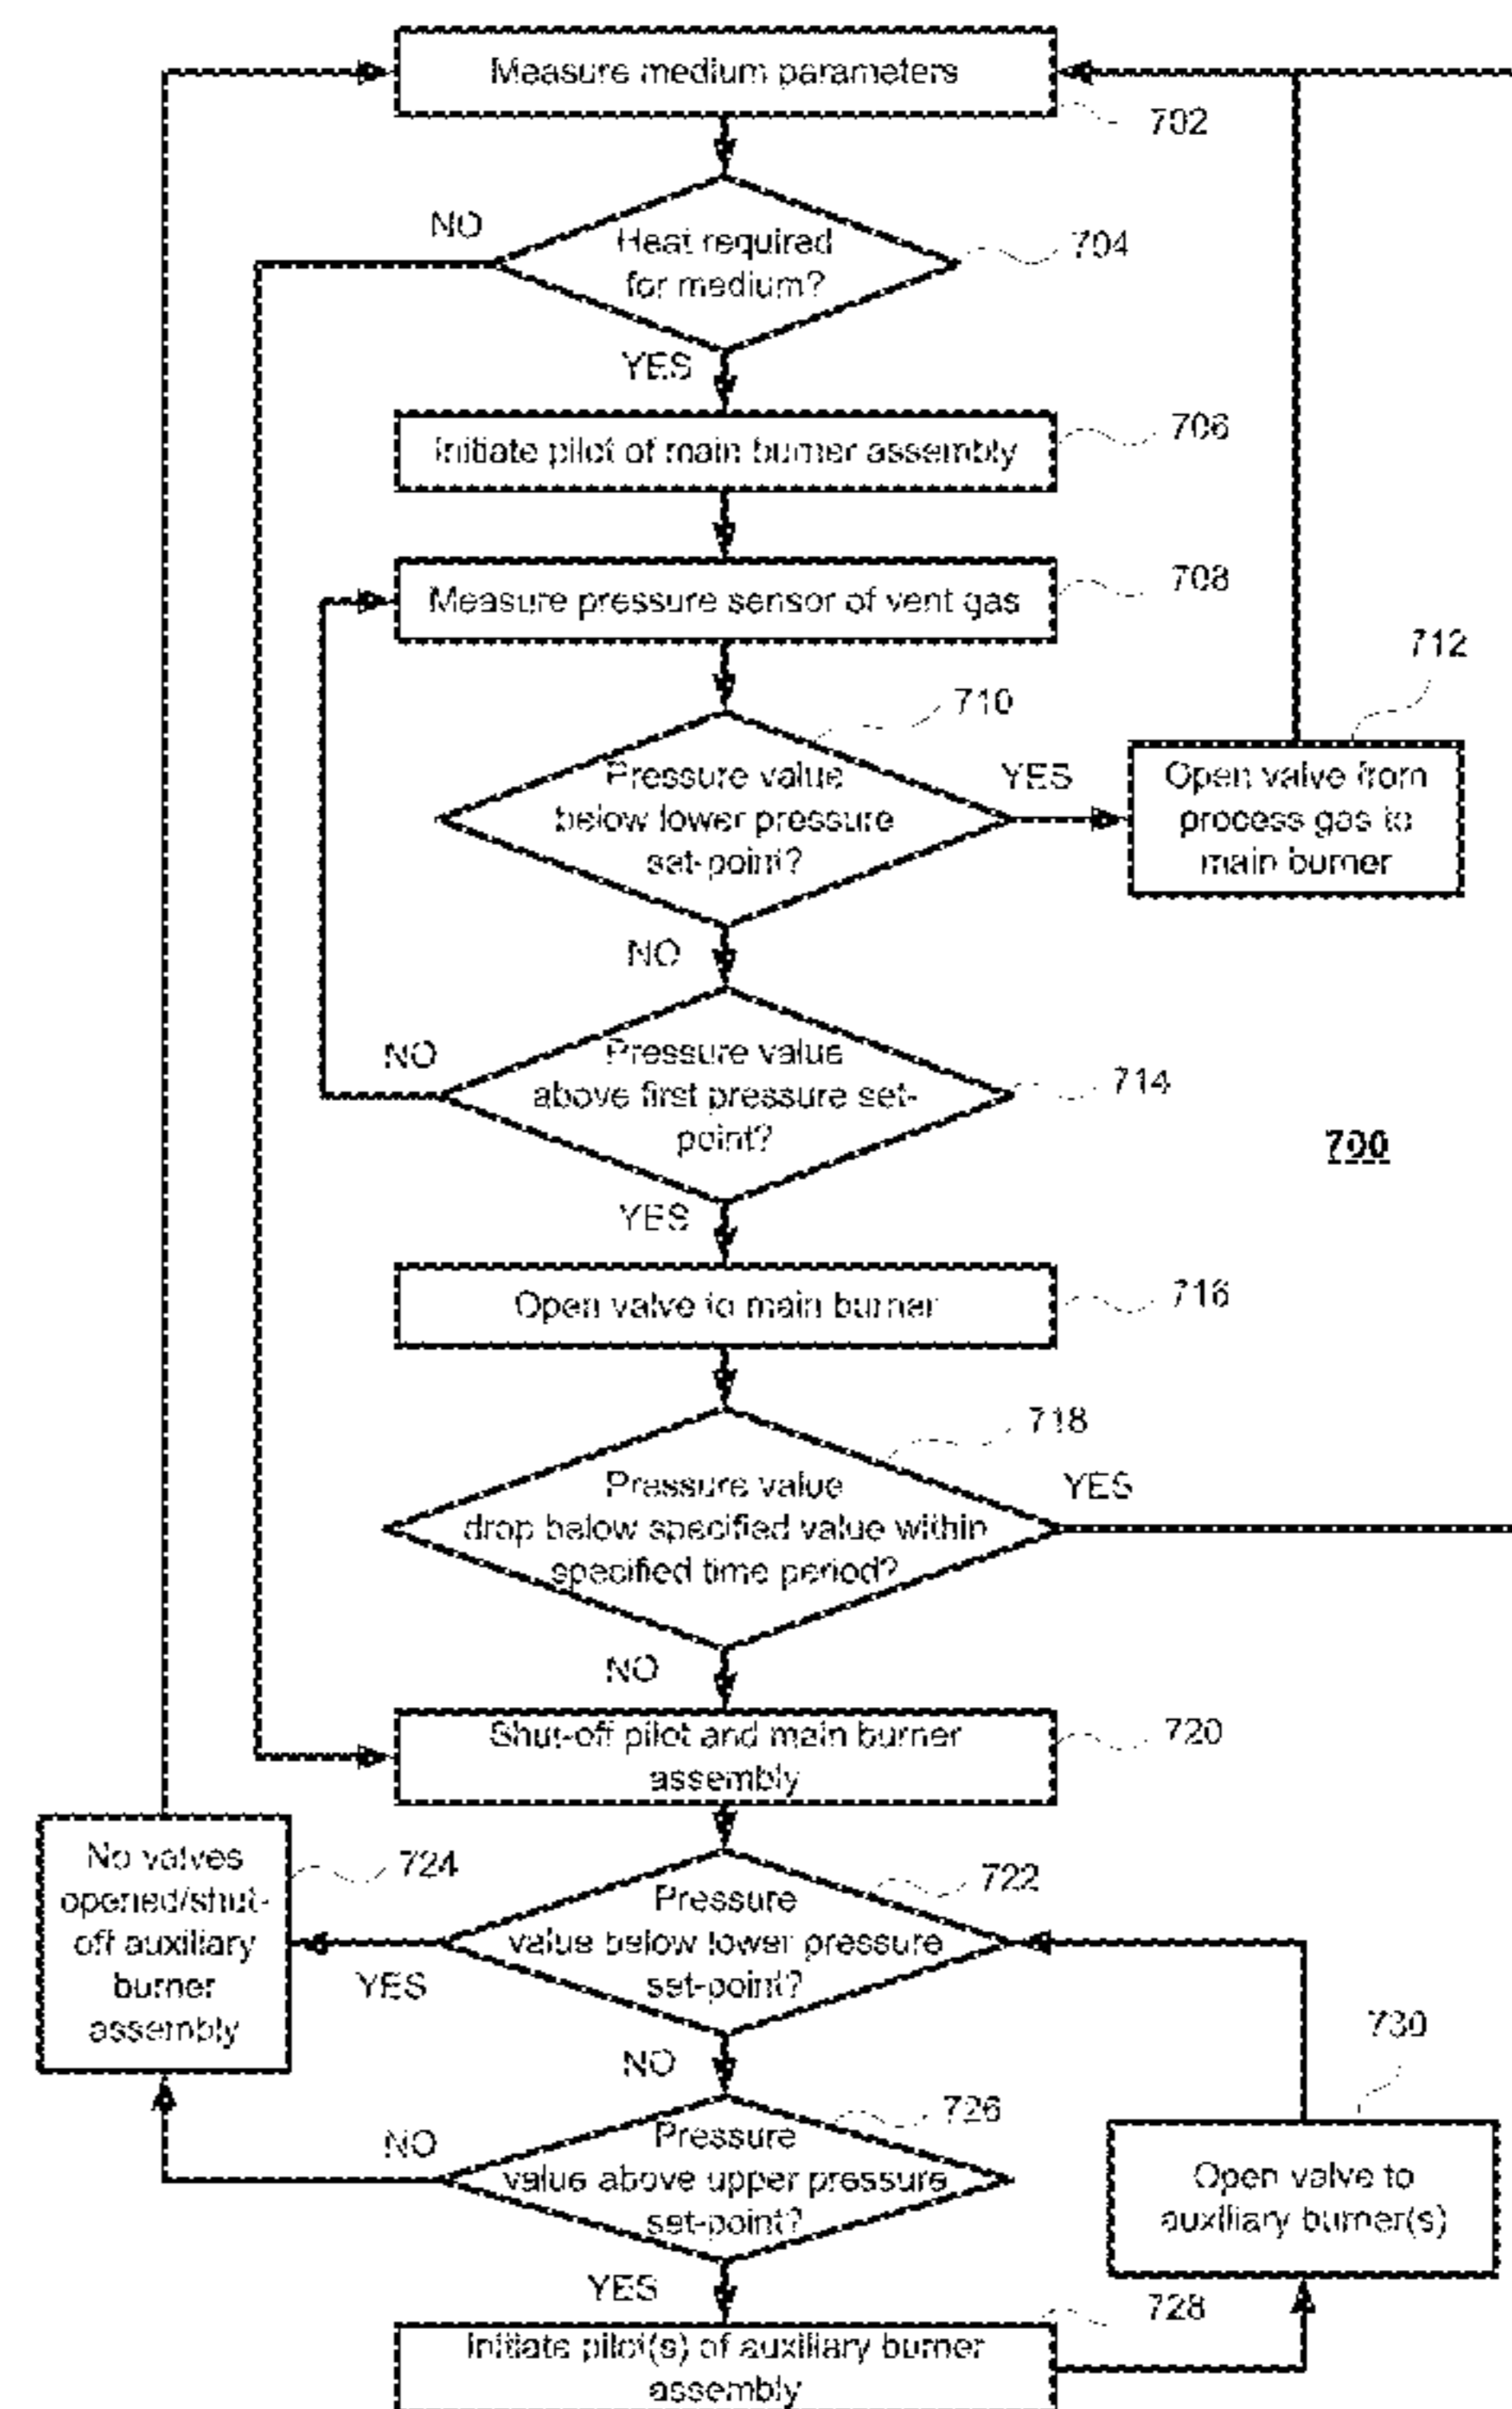 Measure medium parameters
702
NO
Heat required
for medium?
704
YES
Initiate pilot of main burner assembly
706
Measure pressure sensor of vent gas
708
712
710
Pressure value
below lower pressure
set-point?
YES
Open valve from
process gas to
main burner
NO
NO
Pressure value
above first pressure set-
point?
714
700
YES
Open valve to main burner
716
718
Pressure value
drop below specified value within
specified time period?
YES
NO
Shut-off pilot and main burner
assembly
720
No valves
opened/shut-
off auxiliary
burner
assembly
724
722
Pressure
value below lower pressure
set-point?
YES
730
NO
726
NO
Pressure
value above upper pressure
set-point?
Open valve to
auxiliary burner(s)
YES
728
Initiate pilot(s) of auxiliary burner
assembly